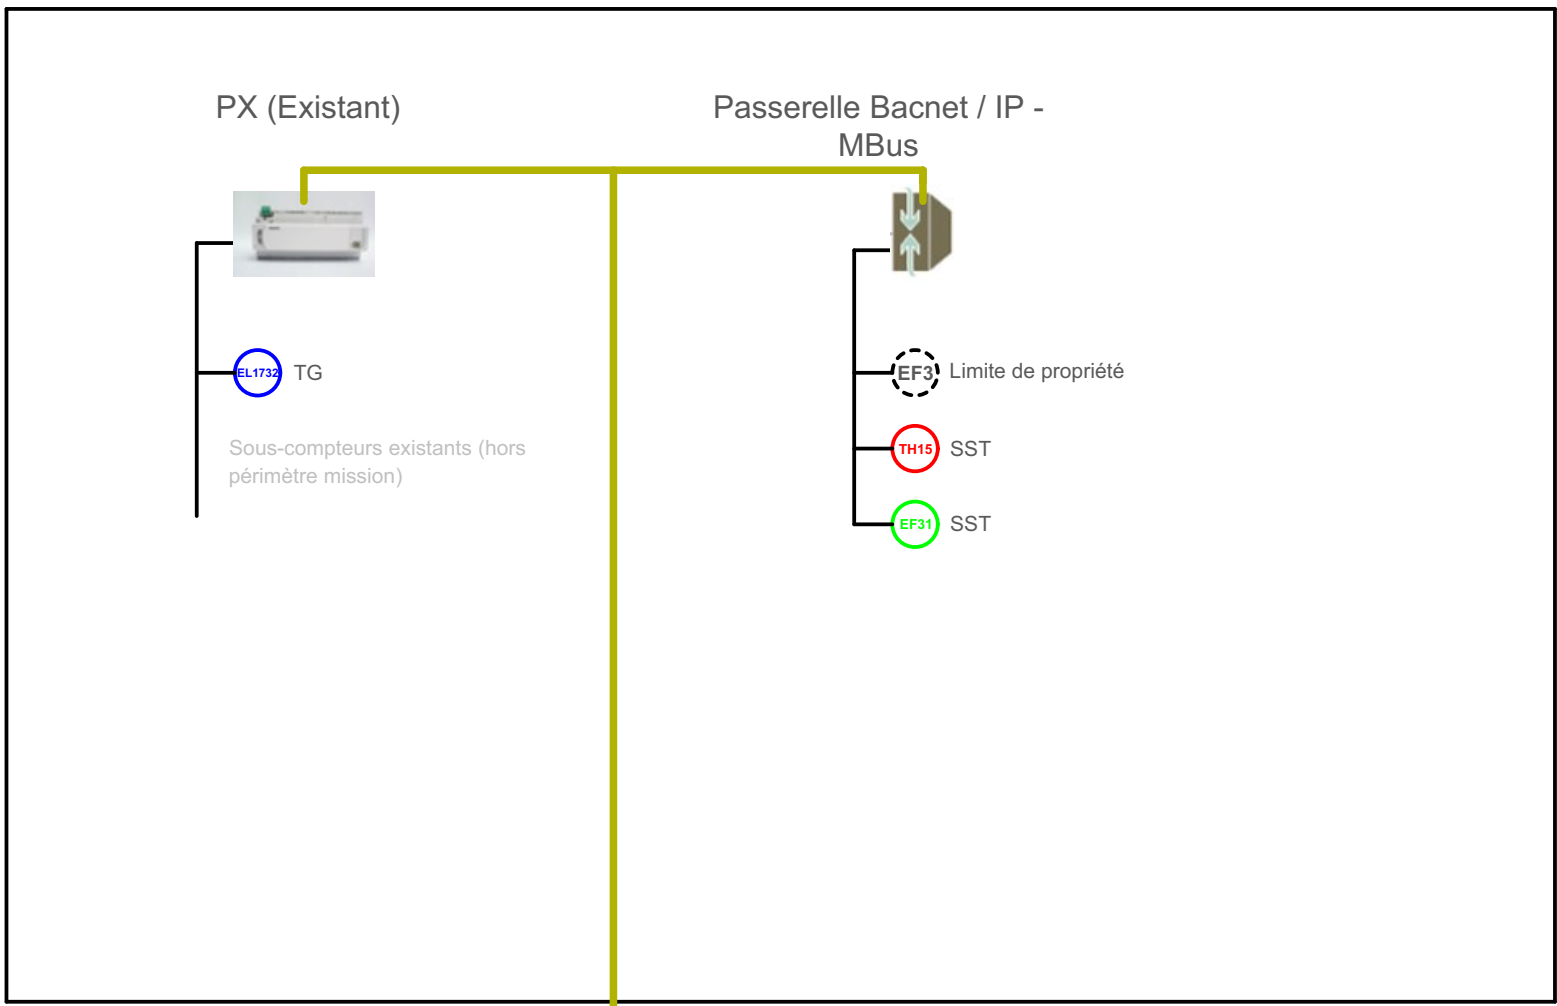 PX (Existant)
Passerelle Bacnet / IP -
MBus
EL1732
TG
Sous-compteurs existants (hors
périmètre mission)
EF3
Limite de propriété
TH15
SST
EF31
SST